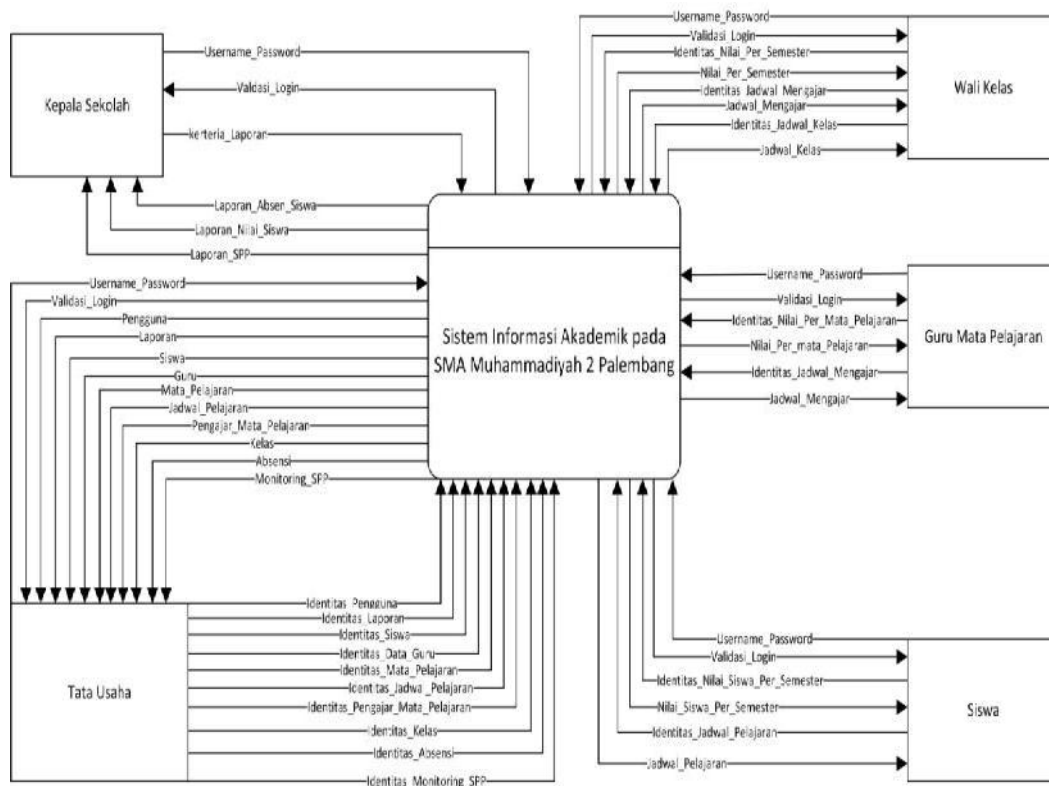 Kepala Sekolah
Username_Password
Valdasi_Login
kerteria_Laporan
Laporan_Absen_Siswa
Laporan_Nilai_Siswa
Laporan_SPP
Username_Password
Validasi_Login
Identitas_Nilai_Per_Semester
Nilai_Per_Semester
Identitas_Jadwal_Mengajar
Jadwal_Mengajar
Identitas_Jadwal_Kelas
Jadwal_Kelas
Wali Kelas
Sistem Informasi Akademik pada
SMA Muhammadiyah 2 Palembang
Username_Password
Validasi_Login
Identitas_Nilai_Per_Mata_Pelajaran
Nilai_Per_mata_Pelajaran
Identitas_Jadwal_Mengajar
Jadwal_Mengajar
Guru Mata Pelajaran
Username_Password
Validasi_Login
Pengguna
Laporan
Siswa
Guru
Mata_Pelajaran
Jadwal_Pelajaran
Pengajar_Mata_Pelajaran
Kelas
Absensi
Monitoring_SPP
Tata Usaha
Identitas_Pengguna
Identitas_Laporan
Identitas_Siswa
Identitas_Data_Guru
Identitas_Mata_Pelajaran
Identitas_Jadwal_Pelajaran
Identitas_Pengajar_Mata_Pelajaran
Identitas_Kelas
Identitas_Absensi
Identitas_Monitoring_SPP
Username_Password
Validasi_Login
Identitas_Nilai_Siswa_Per_Semester
Nilai_Siswa_Per_Semester
Identitas_Jadwal_Pelajaran
Jadwal_Pelajaran
Siswa